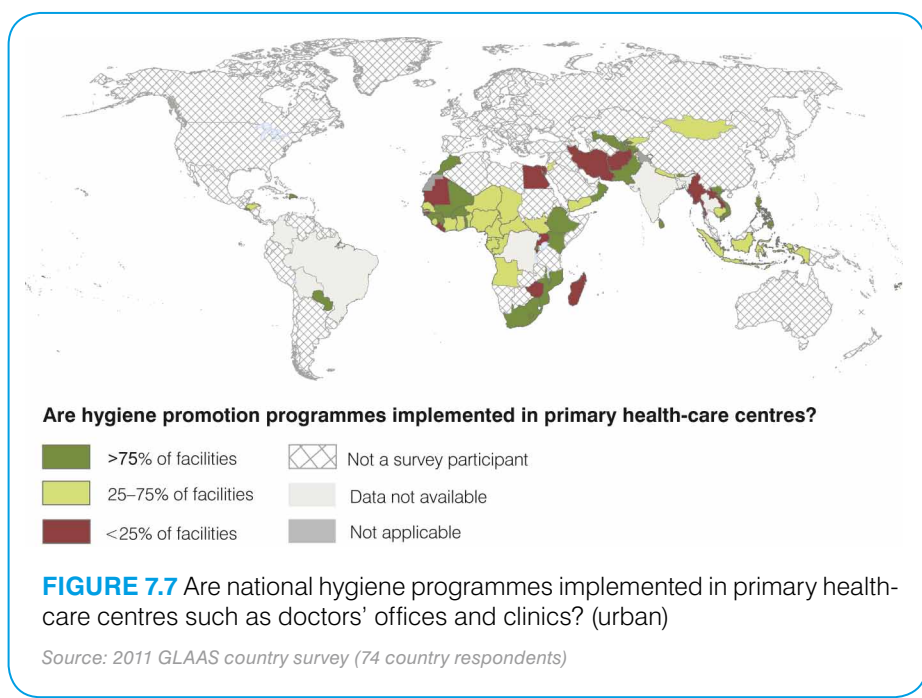 Are hygiene promotion programmes implemented in primary health-care centres?
>75% of facilities
25–75% of facilities
<25% of facilities
Not a survey participant
Data not available
Not applicable
FIGURE 7.7 Are national hygiene programmes implemented in primary health-
care centres such as doctors' offices and clinics? (urban)
Source: 2011 GLAAS country survey (74 country respondents)